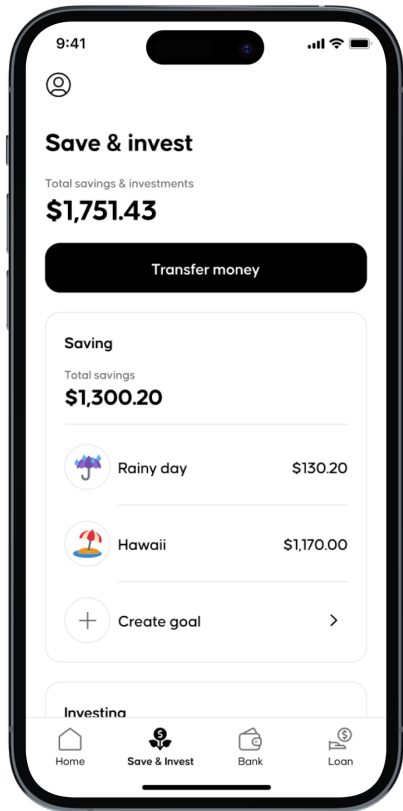 9:41
Save & invest
Total savings & investments
$1,751.43
Transfer money
Saving
Total savings
$1,300.20
Rainy day $130.20
Hawaii $1,170.00
Create goal
Investing
Home Save & Invest Bank Loan